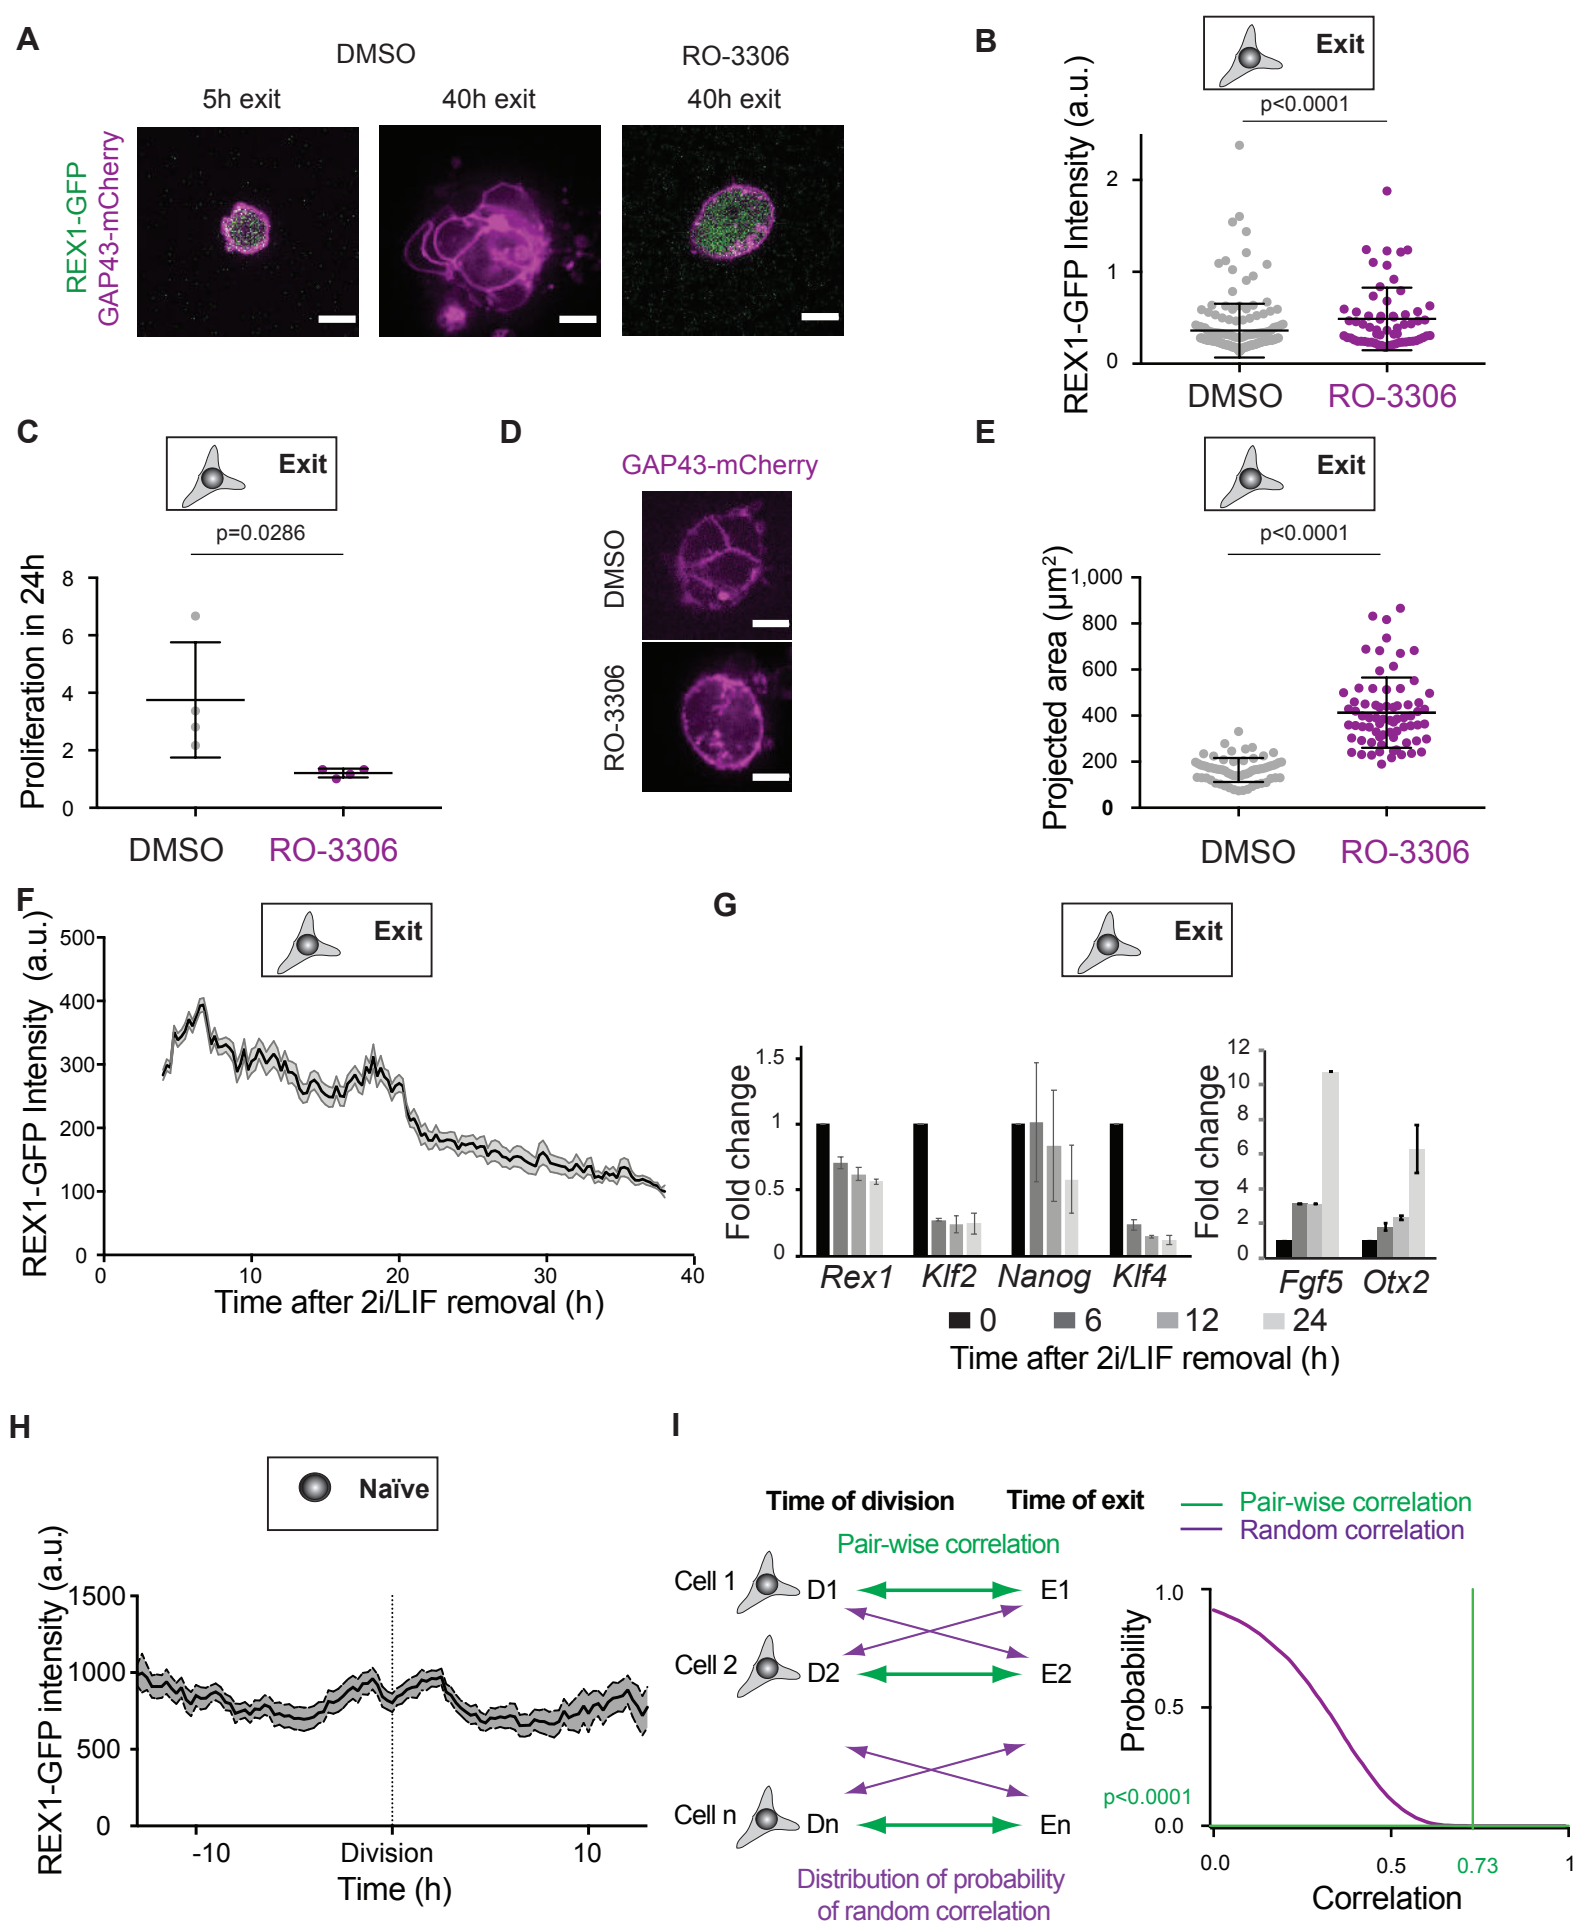 A
DMSO
RO-3306
5h exit
40h exit
40h exit
REX1-GFP
GAP43-mCherry
B
Exit
p<0.0001
REX1-GFP Intensity (a.u.)
2
1
0
DMSO
RO-3306
C
Exit
p=0.0286
Proliferation in 24h
8
6
4
2
0
DMSO
RO-3306
D
GAP43-mCherry
DMSO
RO-3306
E
Exit
p<0.0001
Projected area (µm²)
1,000
800
600
400
200
0
DMSO
RO-3306
F
Exit
REX1-GFP Intensity (a.u.)
500
400
300
200
100
0
0
10
20
30
40
Time after 2i/LIF removal (h)
G
Exit
Fold change
1.5
1
0.5
0
Rex1
Klf2
Nanog
Klf4
Fold change
12
10
8
6
4
2
0
Fgf5
Otx2
0
6
12
24
Time after 2i/LIF removal (h)
H
Naïve
REX1-GFP intensity (a.u.)
1500
1000
500
0
-10
Division
10
Time (h)
I
Time of division
Time of exit
Pair-wise correlation
Cell 1
D1
E1
Cell 2
D2
E2
Cell n
Dn
En
Distribution of probability
of random correlation
Pair-wise correlation
Random correlation
Probability
1.0
0.5
p<0.0001
0.0
0.0
0.5
0.73
1
Correlation